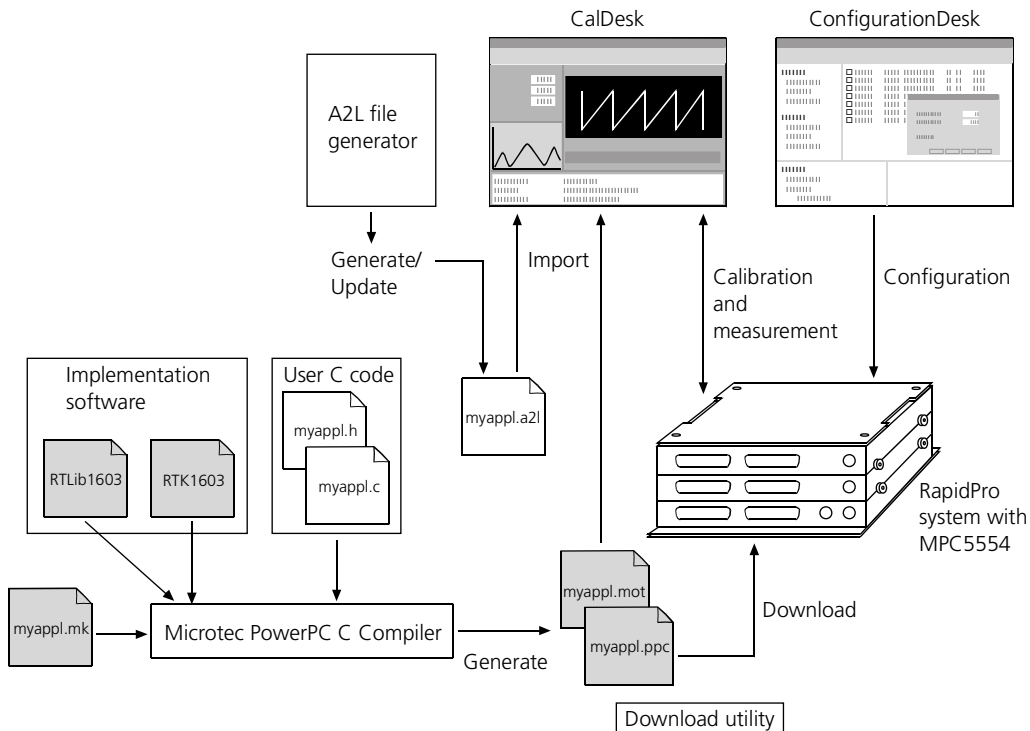 CalDesk
ConfigurationDesk
A2L file
generator
Generate/
Update
Import
Calibration
and
measurement
Configuration
Implementation
software
RTLib1603
RTK1603
User C code
myappl.h
myappl.c
myappl.a2l
RapidPro
system with
MPC5554
myappl.mk
Microtec PowerPC C Compiler
Generate
myappl.mot
myappl.ppc
Download
Download utility